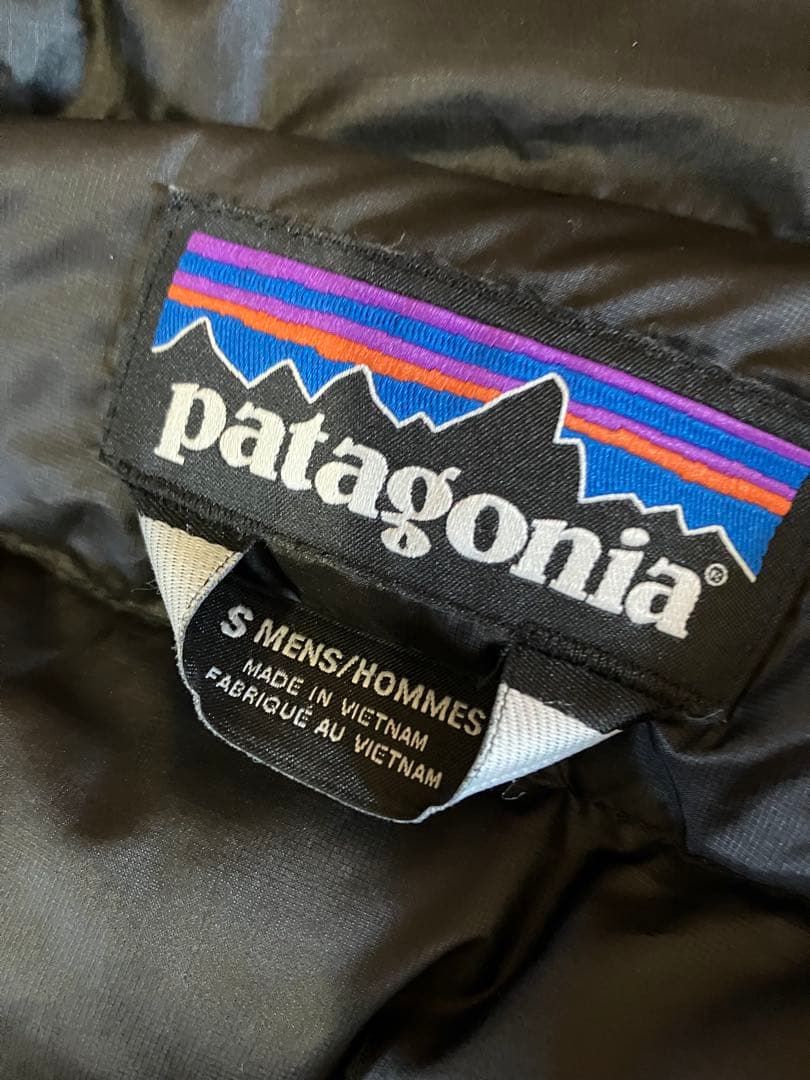 patagonia®
S MENS/HOMMES
MADE IN VIETNAM
FABRIQUÉ AU VIETNAM